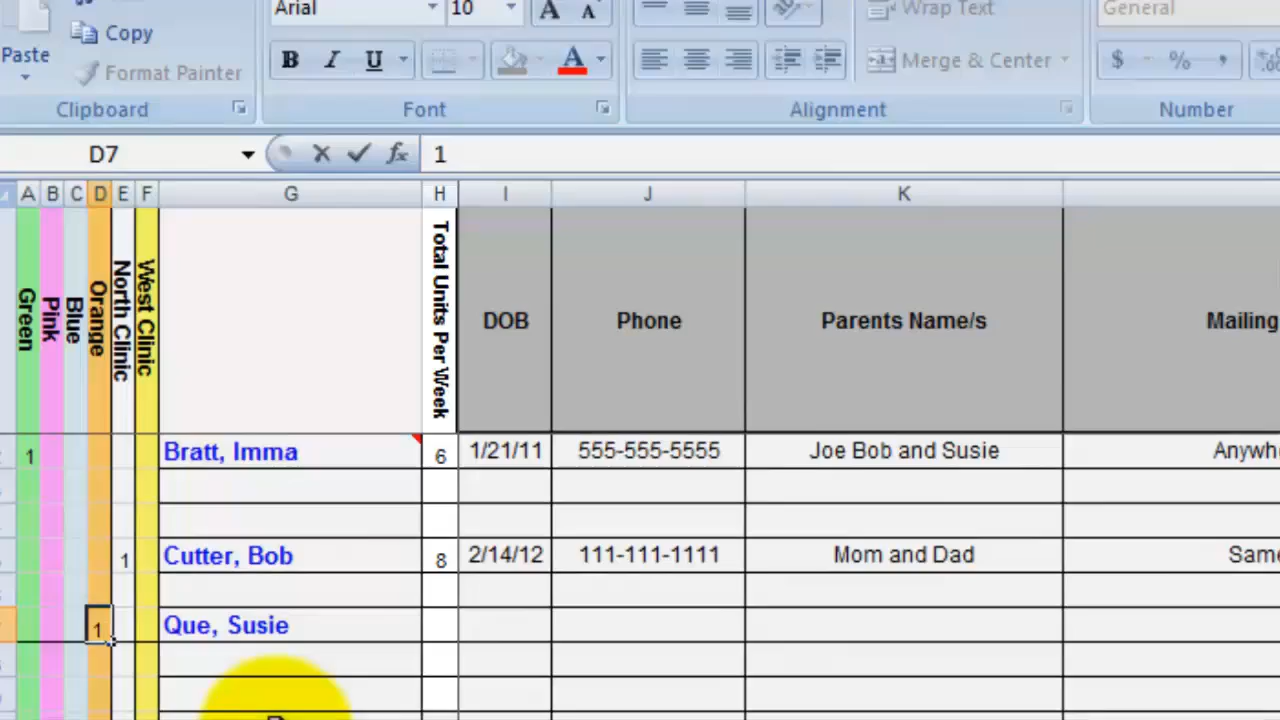 Arial 10 A A Wrap Text General
Paste Copy
Format Painter B I U A Merge & Center $ % ,
Clipboard Font Alignment Number
D7 fx 1
A B C D E F G H I J K
Green Pink Blue Orange North Clinic West Clinic Total Units Per Week DOB Phone Parents Name/s Mailing
1 Bratt, Imma 6 1/21/11 555-555-5555 Joe Bob and Susie
1 Cutter, Bob 8 2/14/12 111-111-1111 Mom and Dad
1 Que, Susie